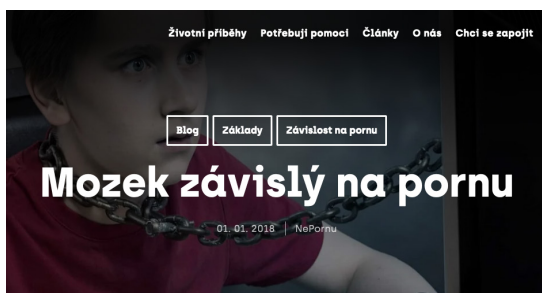 Životní příběhy Potřebuji pomoci Články O nás Chci se zapojit
Blog Základy Závislost na pornu
Mozek závislý na pornu
01. 01. 2018 | NePornu